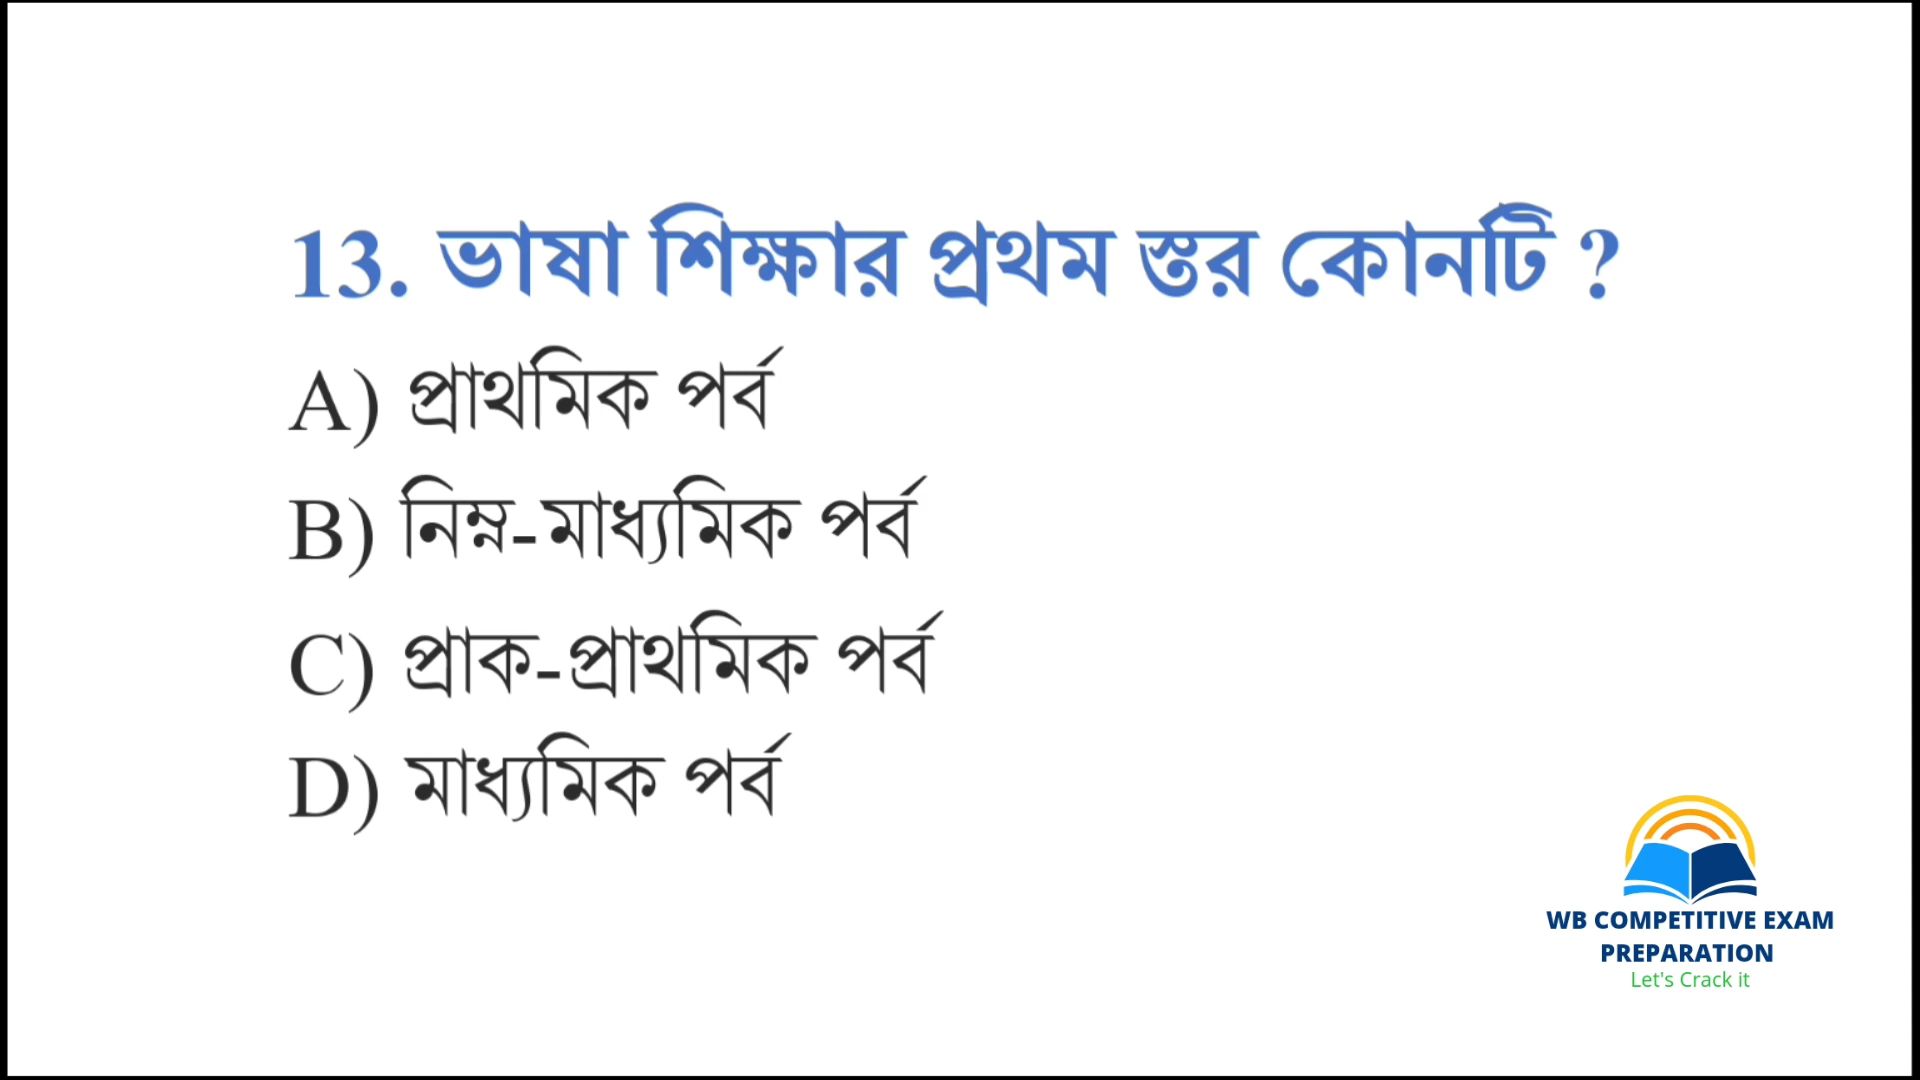 13. ভাষা শিক্ষার প্রথম স্তর কোনটি ?
A) প্রাথমিক পর্ব
B) নিম্ন-মাধ্যমিক পর্ব
C) প্রাক-প্রাথমিক পর্ব
D) মাধ্যমিক পর্ব
WB COMPETITIVE EXAM
PREPARATION
Let's Crack it